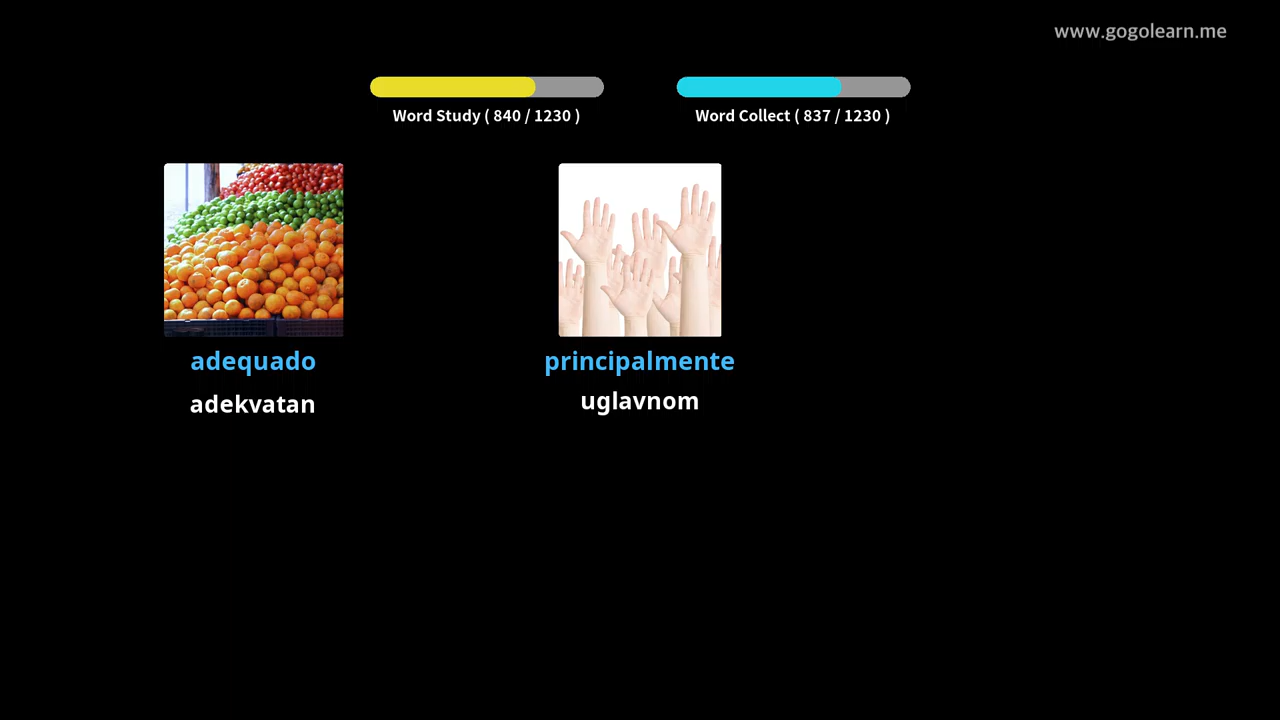 www.gogolearn.me
Word Study ( 840 / 1230 )
Word Collect ( 837 / 1230 )
adequado
adekvatan
principalmente
uglavnom